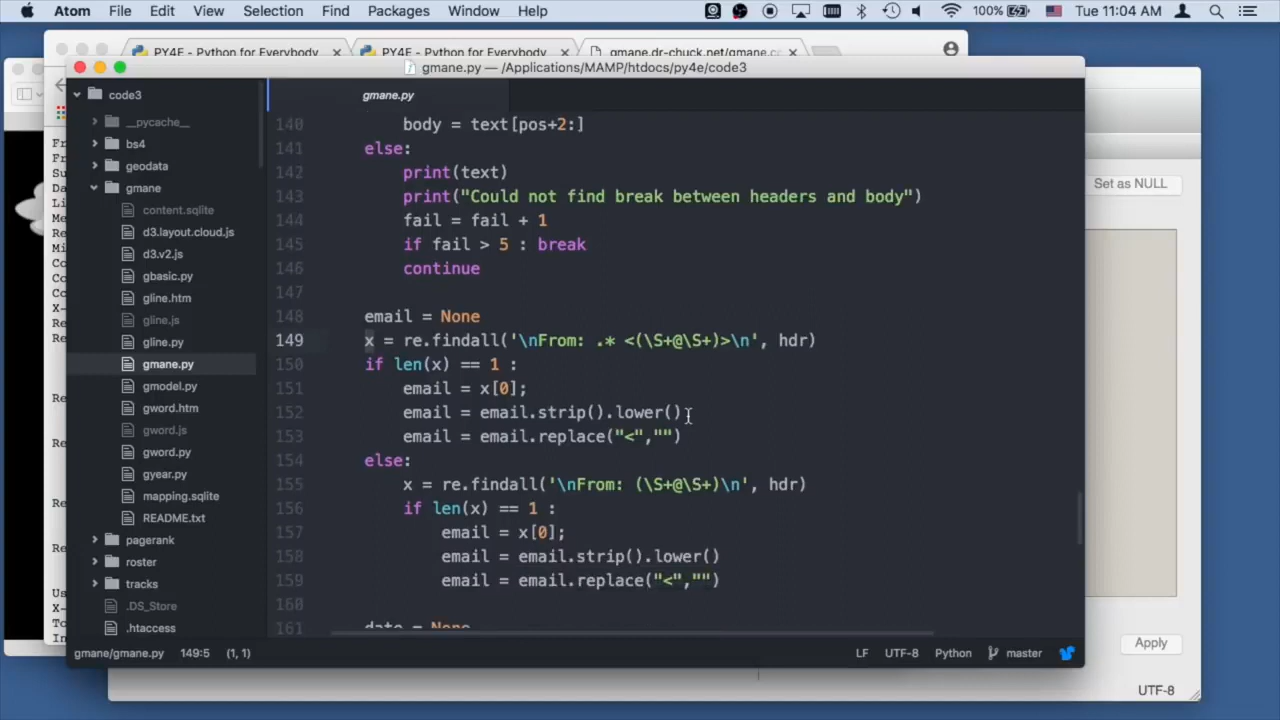 Atom File Edit View Selection Find Packages Window Help 100% Tue 11:04 AM
PY4E - Python for Everybody PY4E - Python for Everybody gmane.dr-chuck.net/gmane.co
gmane.py — /Applications/MAMP/htdocs/py4e/code3
code3
__pycache__
bs4
geodata
gmane
content.sqlite
d3.layout.cloud.js
d3.v2.js
gbasic.py
gline.htm
gline.js
gline.py
gmane.py
gmodel.py
gword.htm
gword.js
gword.py
gyear.py
mapping.sqlite
README.txt
pagerank
roster
tracks
.DS_Store
.htaccess
gmane.py
140 body = text[pos+2:]
141 else:
142 print(text)
143 print("Could not find break between headers and body")
144 fail = fail + 1
145 if fail > 5 : break
146 continue
147
148 email = None
149 x = re.findall('\nFrom: .* <(\S+@\S+)>\n', hdr)
150 if len(x) == 1 :
151 email = x[0];
152 email = email.strip().lower()
153 email = email.replace("<","")
154 else:
155 x = re.findall('\nFrom: (\S+@\S+)\n', hdr)
156 if len(x) == 1 :
157 email = x[0];
158 email = email.strip().lower()
159 email = email.replace("<","")
160
161 date = None
gmane/gmane.py 149:5 (1, 1) LF UTF-8 Python master
Set as NULL
Apply
UTF-8